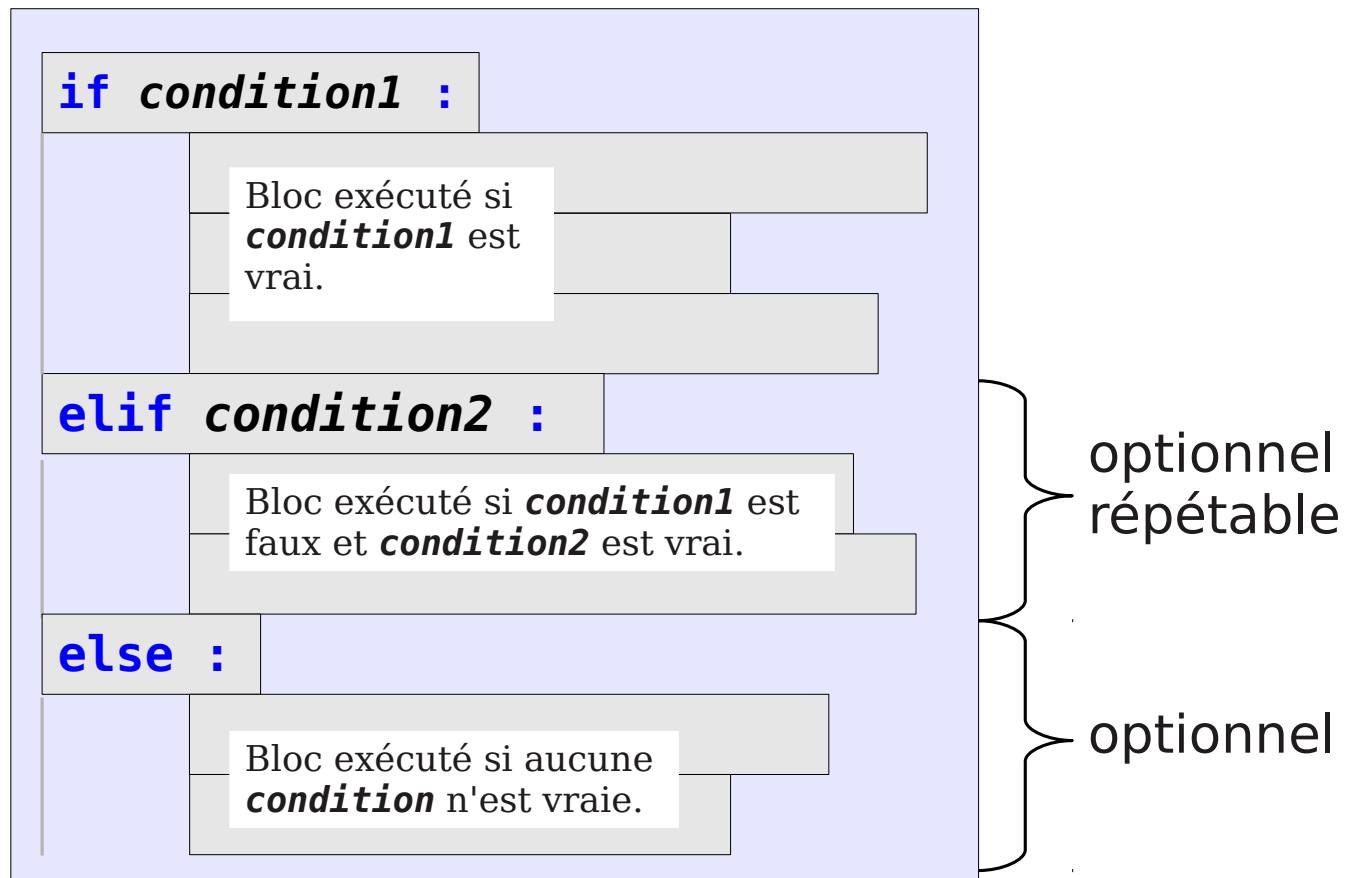 if condition1 :
Bloc exécuté si
condition1 est
vrai.
elif condition2 :
Bloc exécuté si condition1 est
faux et condition2 est vrai.
optionnel
répétable
else :
Bloc exécuté si aucune
condition n'est vraie.
optionnel